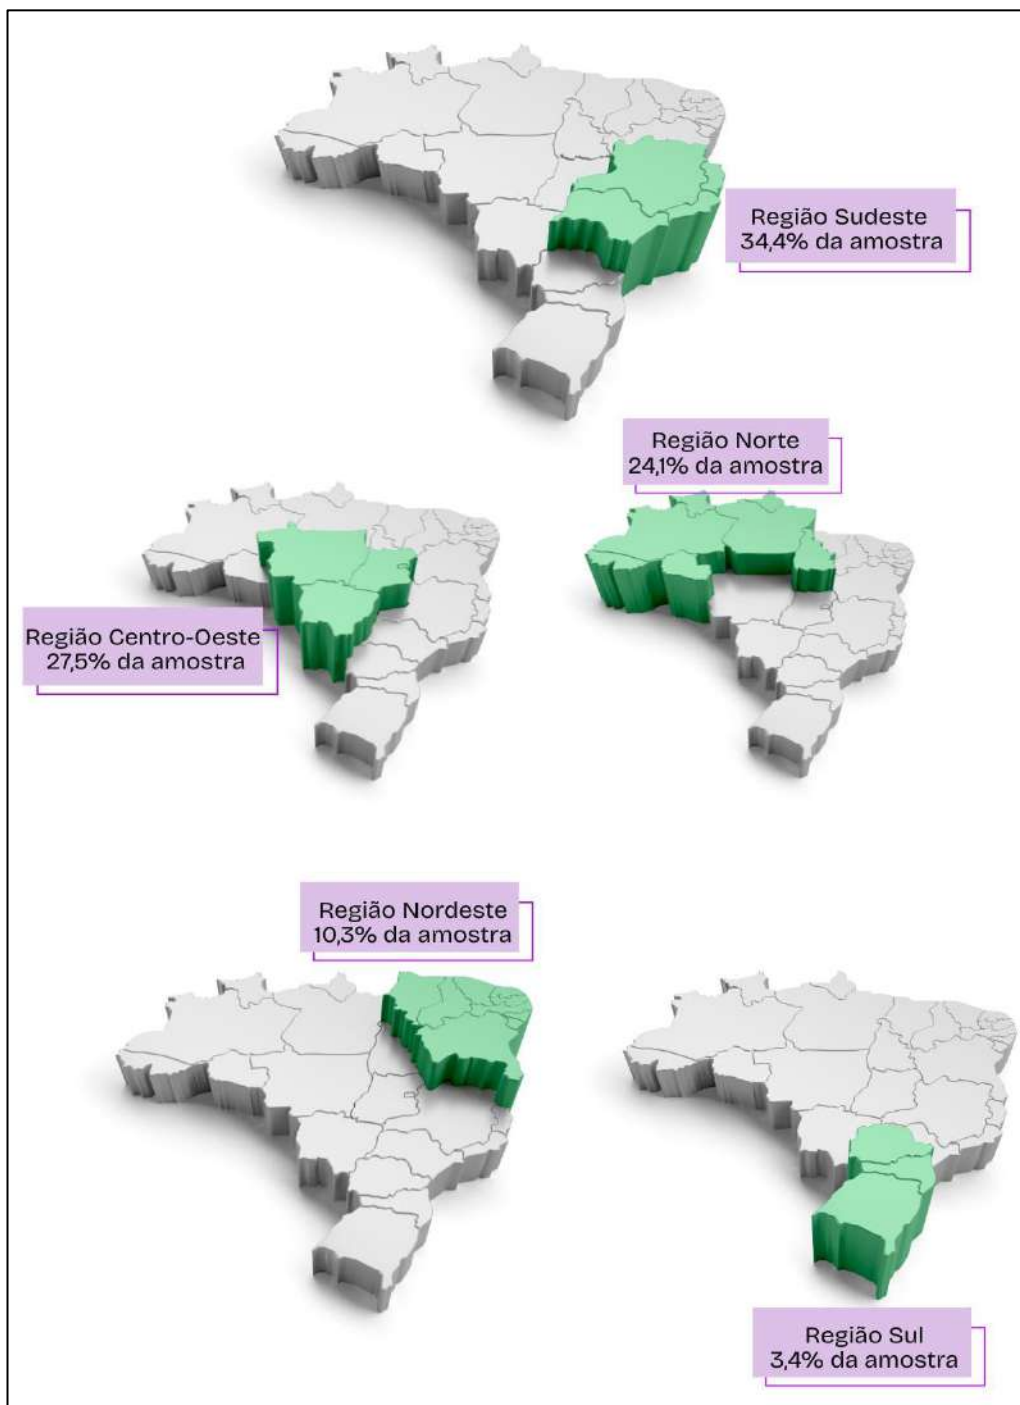 Região Sudeste
34,4% da amostra
Região Norte
24,1% da amostra
Região Centro-Oeste
27,5% da amostra
Região Nordeste
10,3% da amostra
Região Sul
3,4% da amostra